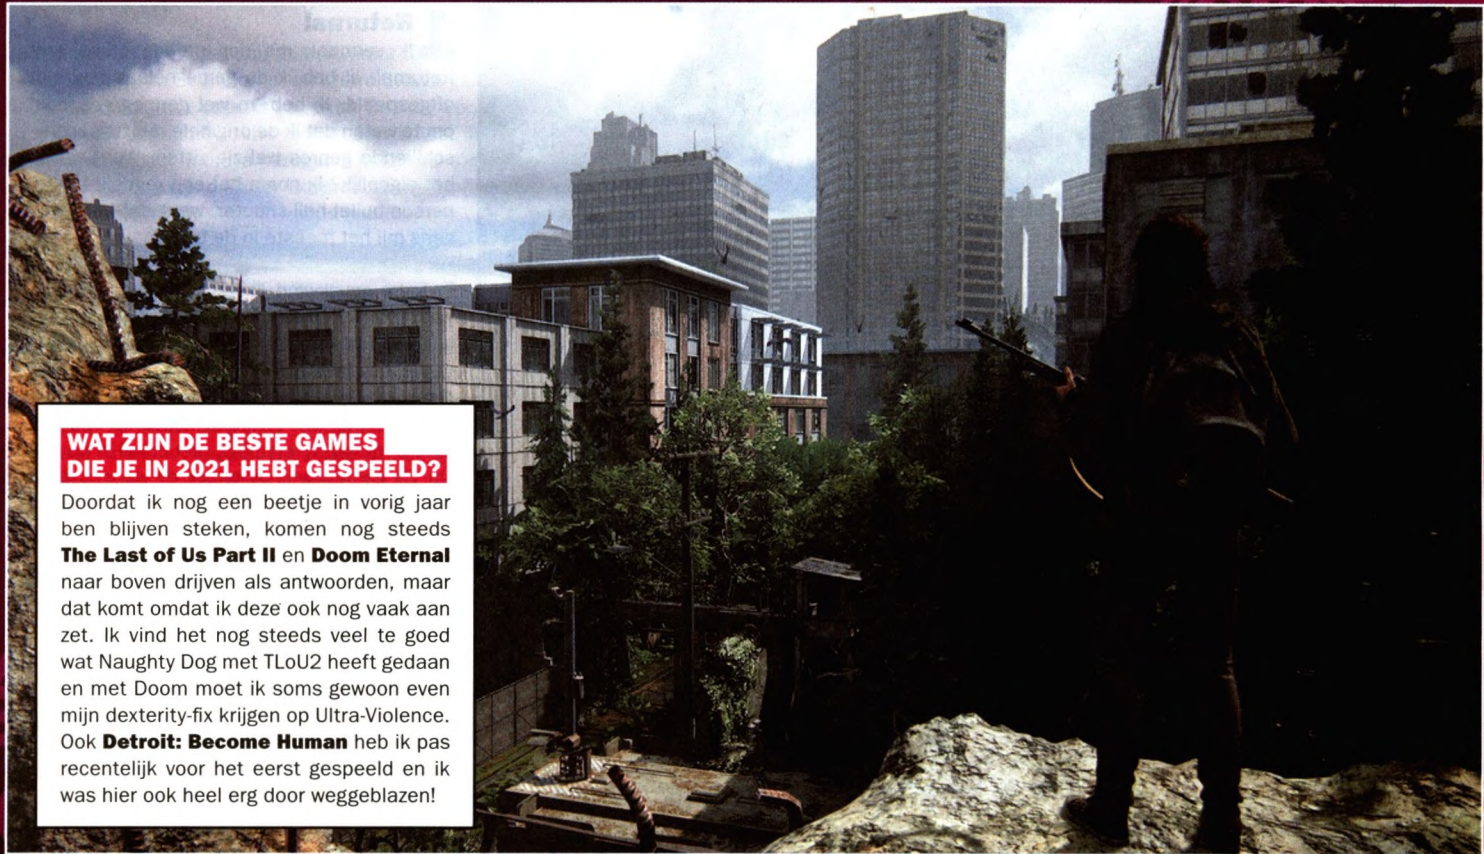 WAT ZIJN DE BESTE GAMES
DIE JE IN 2021 HEBT GESPEELD?
Doordat ik nog een beetje in vorig jaar
ben blijven steken, komen nog steeds
The Last of Us Part II en Doom Eternal
naar boven drijven als antwoorden, maar
dat komt omdat ik deze ook nog vaak aan
zet. Ik vind het nog steeds veel te goed
wat Naughty Dog met TLoU2 heeft gedaan
en met Doom moet ik soms gewoon even
mijn dexterity-fix krijgen op Ultra-Violence.
Ook Detroit: Become Human heb ik pas
recentelijk voor het eerst gespeeld en ik
was hier ook heel erg door weggeblazen!